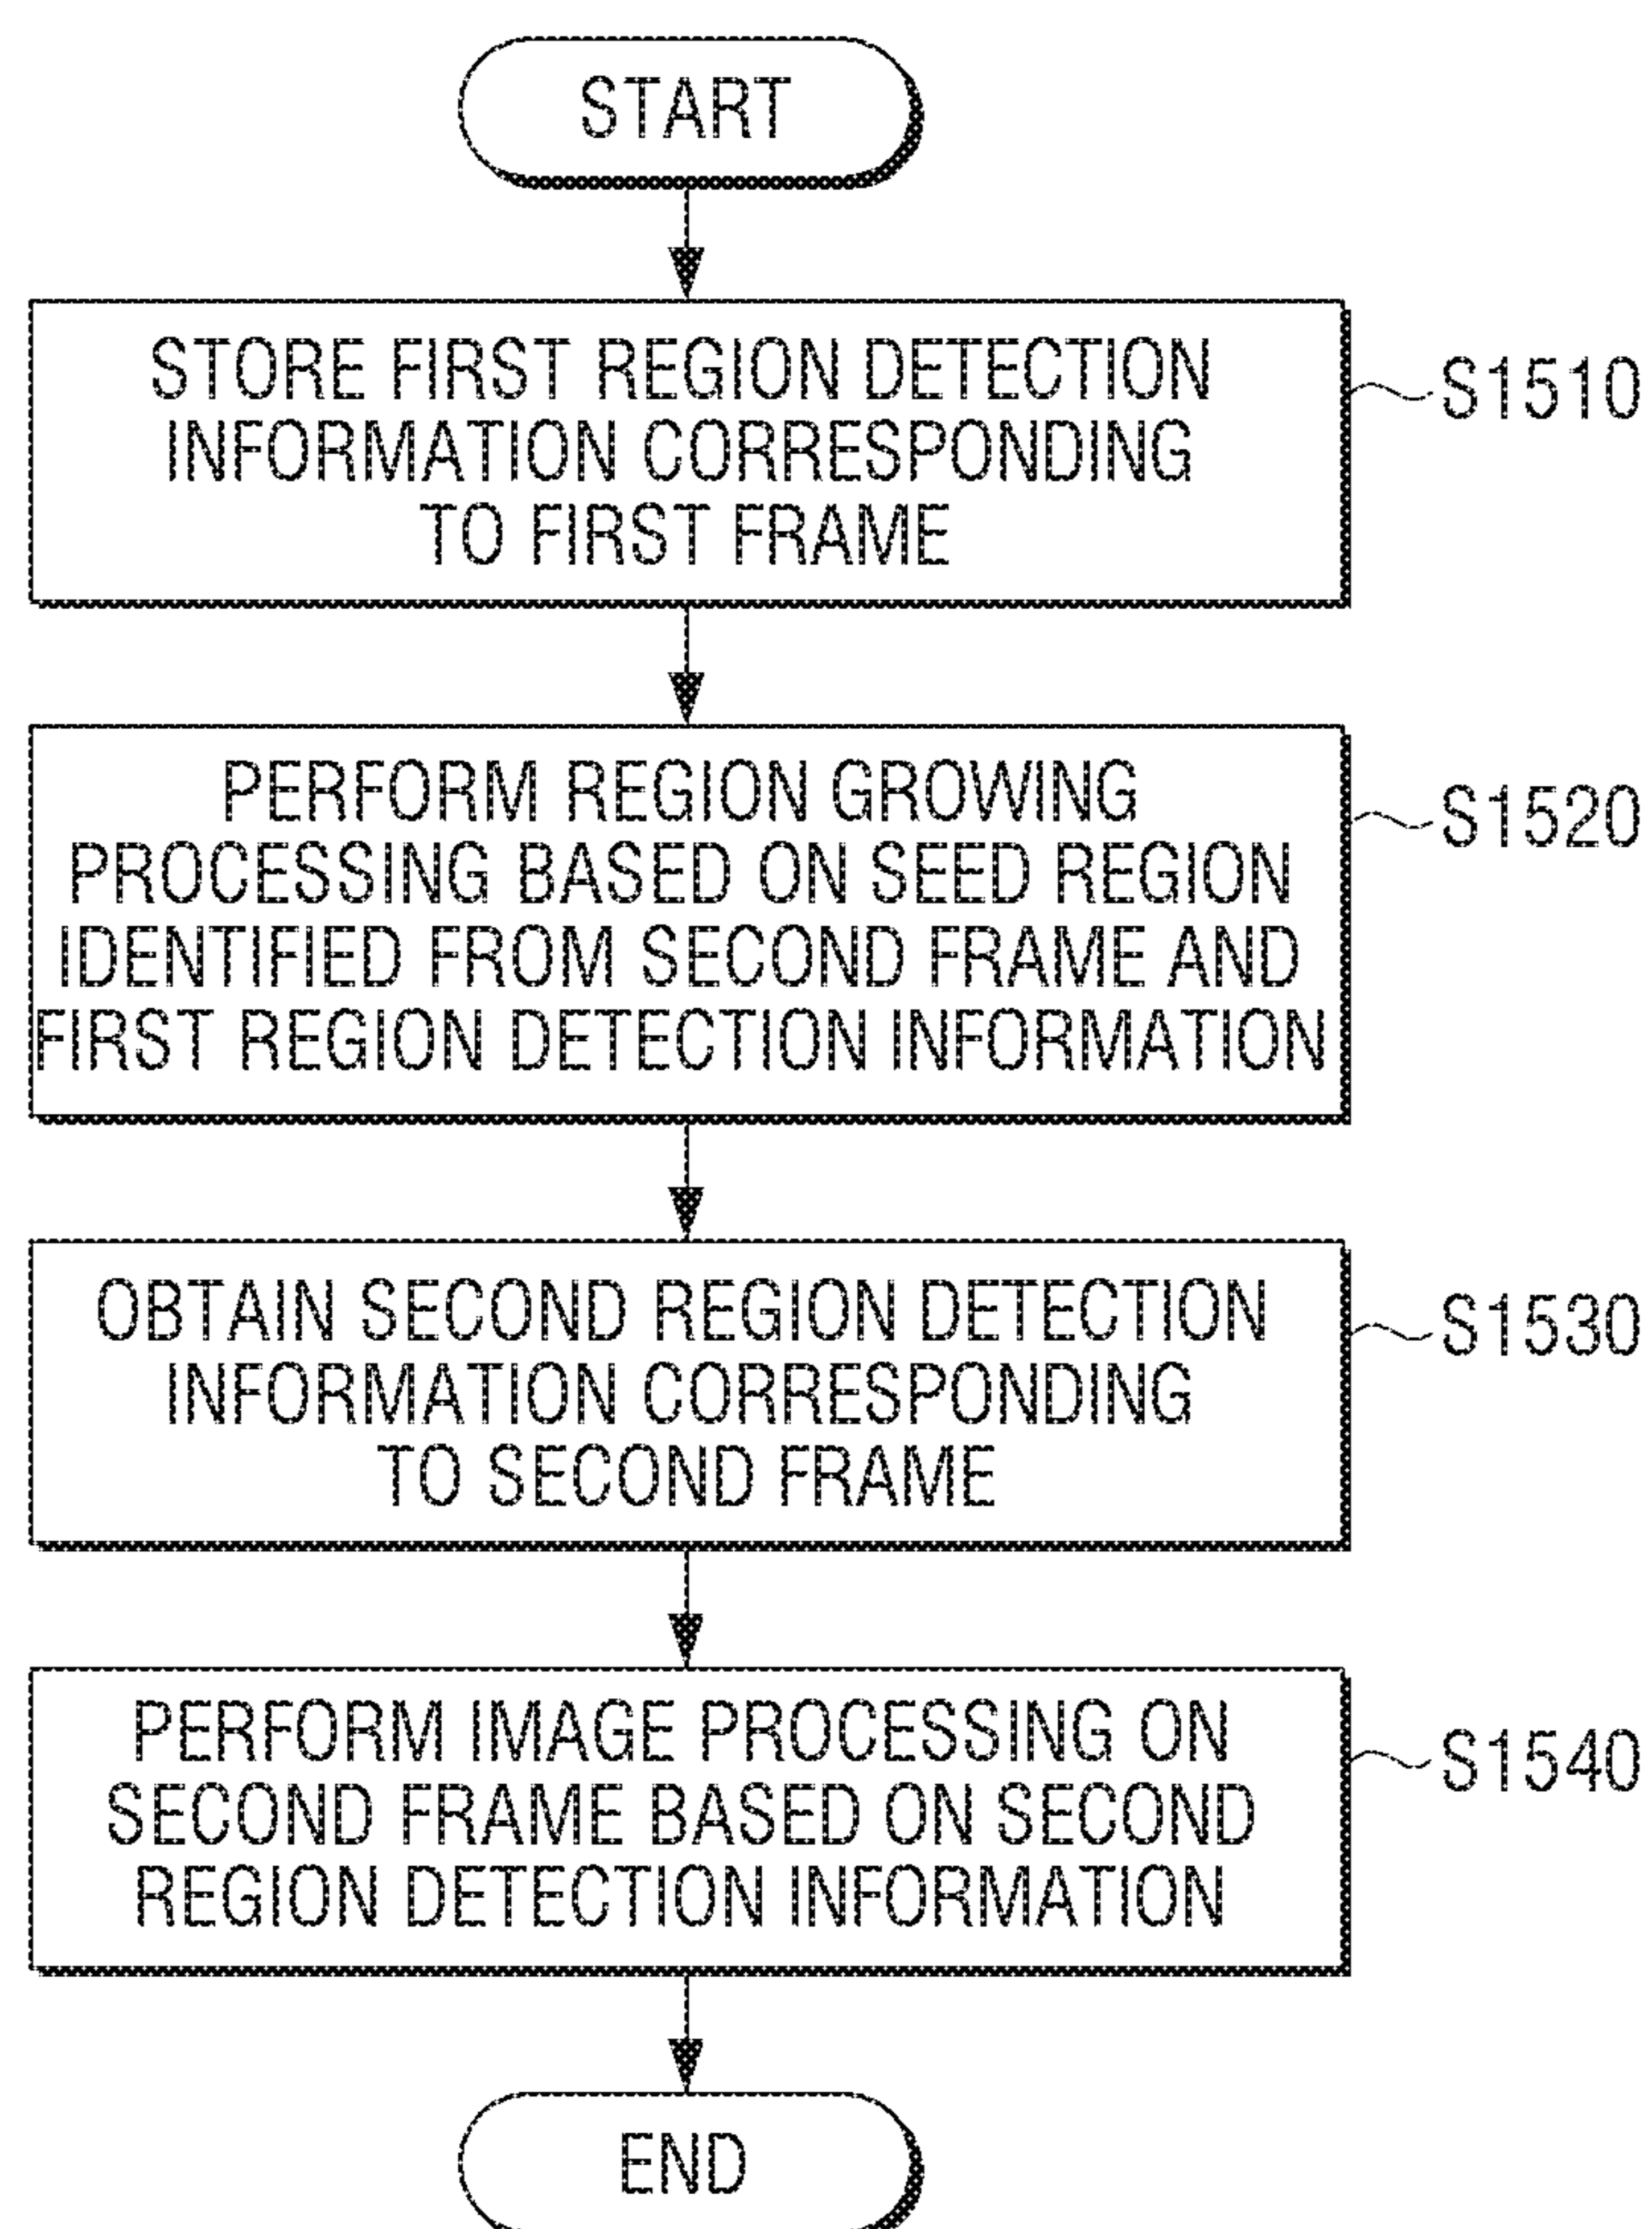 START
STORE FIRST REGION DETECTION
INFORMATION CORRESPONDING
TO FIRST FRAME
S1510
PERFORM REGION GROWING
PROCESSING BASED ON SEED REGION
IDENTIFIED FROM SECOND FRAME AND
FIRST REGION DETECTION INFORMATION
S1520
OBTAIN SECOND REGION DETECTION
INFORMATION CORRESPONDING
TO SECOND FRAME
S1530
PERFORM IMAGE PROCESSING ON
SECOND FRAME BASED ON SECOND
REGION DETECTION INFORMATION
S1540
END